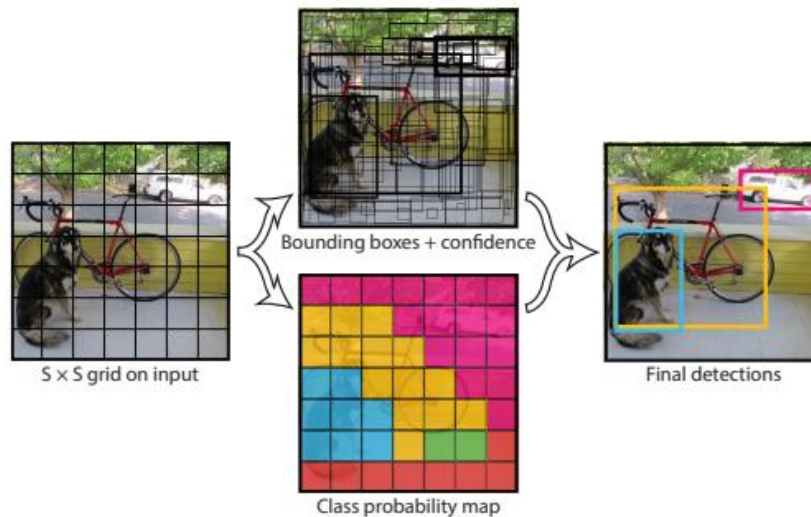 Bounding boxes + confidence
S × S grid on input
Final detections
Class probability map